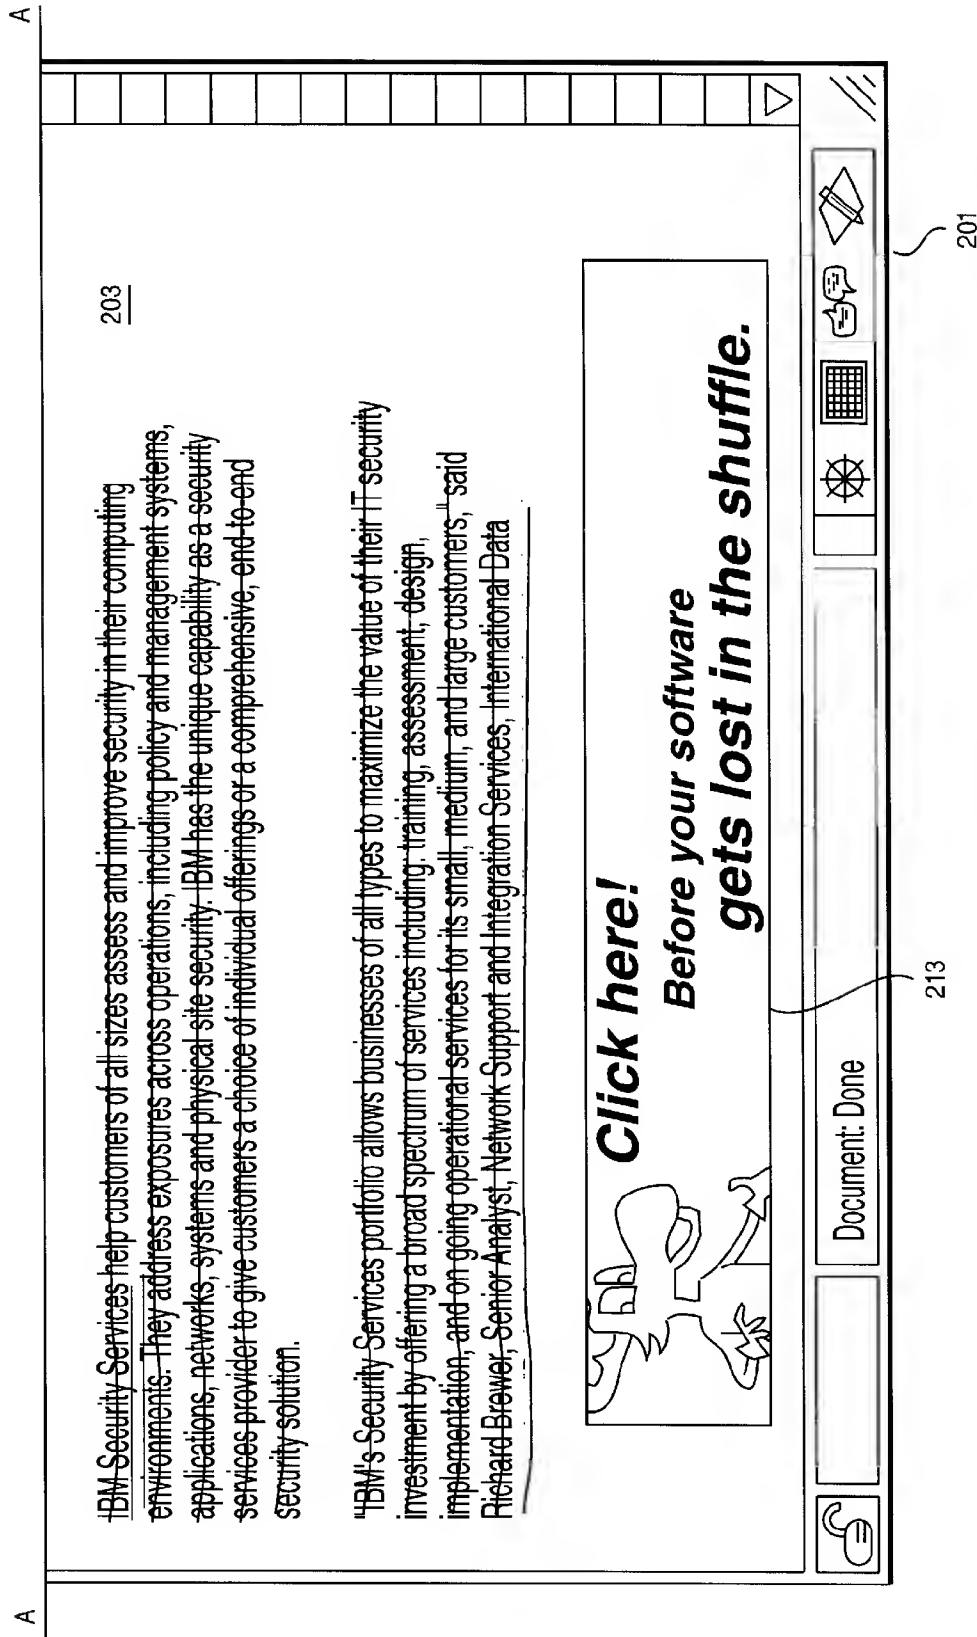 A
A
203
IBM Security Services help customers of all sizes assess and improve security in their computing
environments. They address exposures across operations, including policy and management systems,
applications, networks, systems and physical site security. IBM has the unique capability as a security
services provider to give customers a choice of individual offerings or a comprehensive, end-to-end
security solution.
"IBM's Security Services portfolio allows businesses of all types to maximize the value of their IT security
investment by offering a broad spectrum of services including, training, assessment, design,
implementation, and on going operational services for its small, medium, and large customers," said
Richard Brewer, Senior Analyst, Network Support and Integration Services, International Data
Click here!
Before your software
gets lost in the shuffle.
Document: Done
213
201